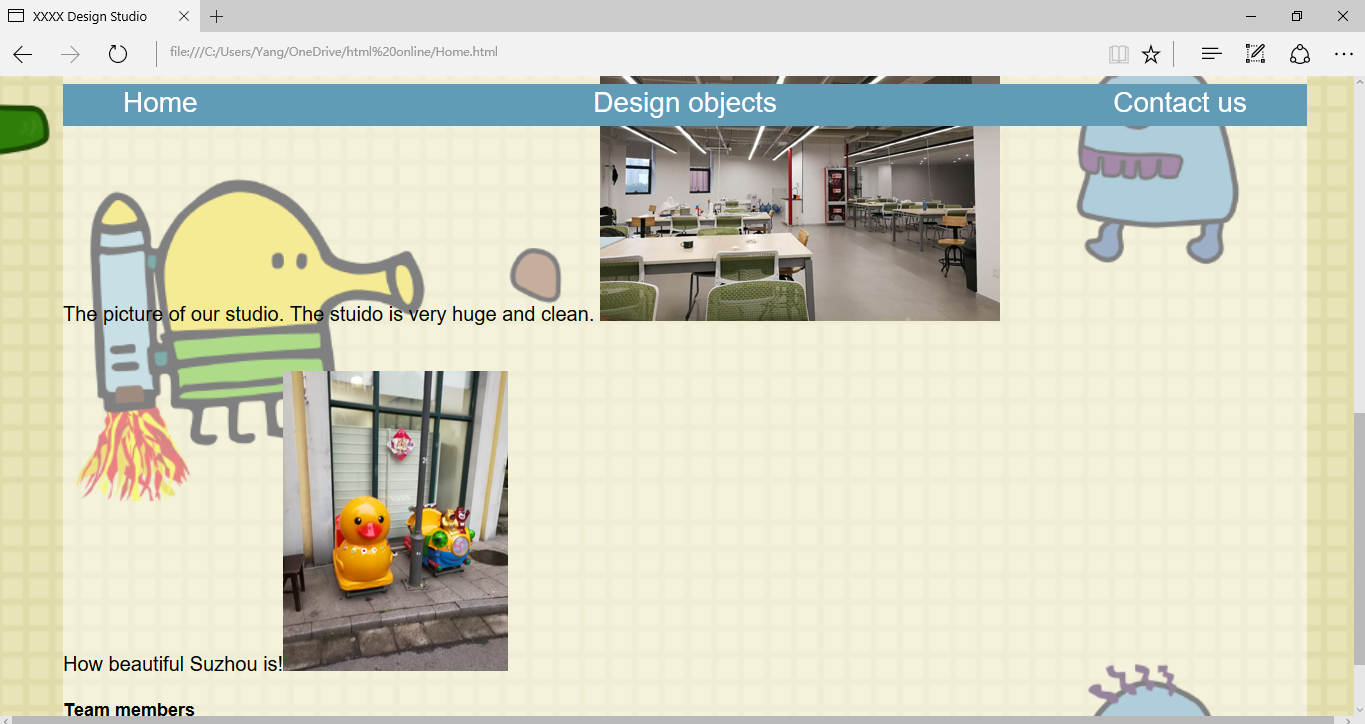 XXXX Design Studio
file:///C:/Users/Yang/OneDrive/html%20online/Home.html
Home Design objects Contact us
The picture of our studio. The stuido is very huge and clean.
How beautiful Suzhou is!
Team members